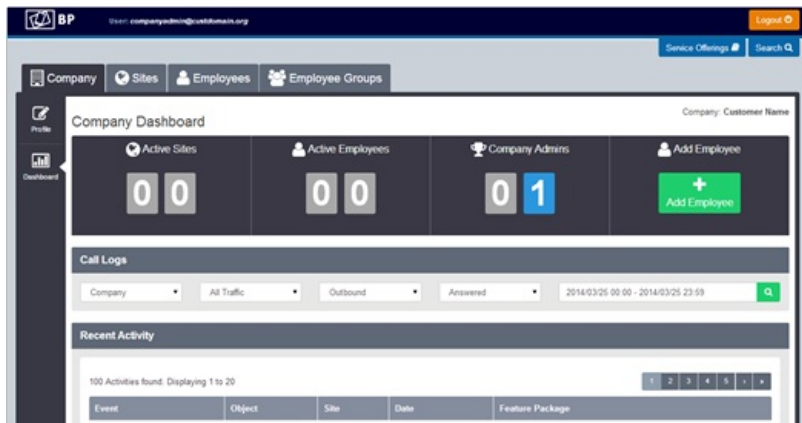 BP User: companyadmin@custdomain.org Logout
Service Offerings Search
Company Sites Employees Employee Groups
Profile
Dashboard
Company Dashboard Company: Customer Name
Active Sites Active Employees Company Admins Add Employee
0 0 0 0 0 1 Add Employee
Call Logs
Company All Traffic Outbound Answered 2014/03/25 00:00 - 2014/03/25 23:59
Recent Activity
100 Activities found. Displaying 1 to 20 1 2 3 4 5 › »
Event Object Site Date Feature Package